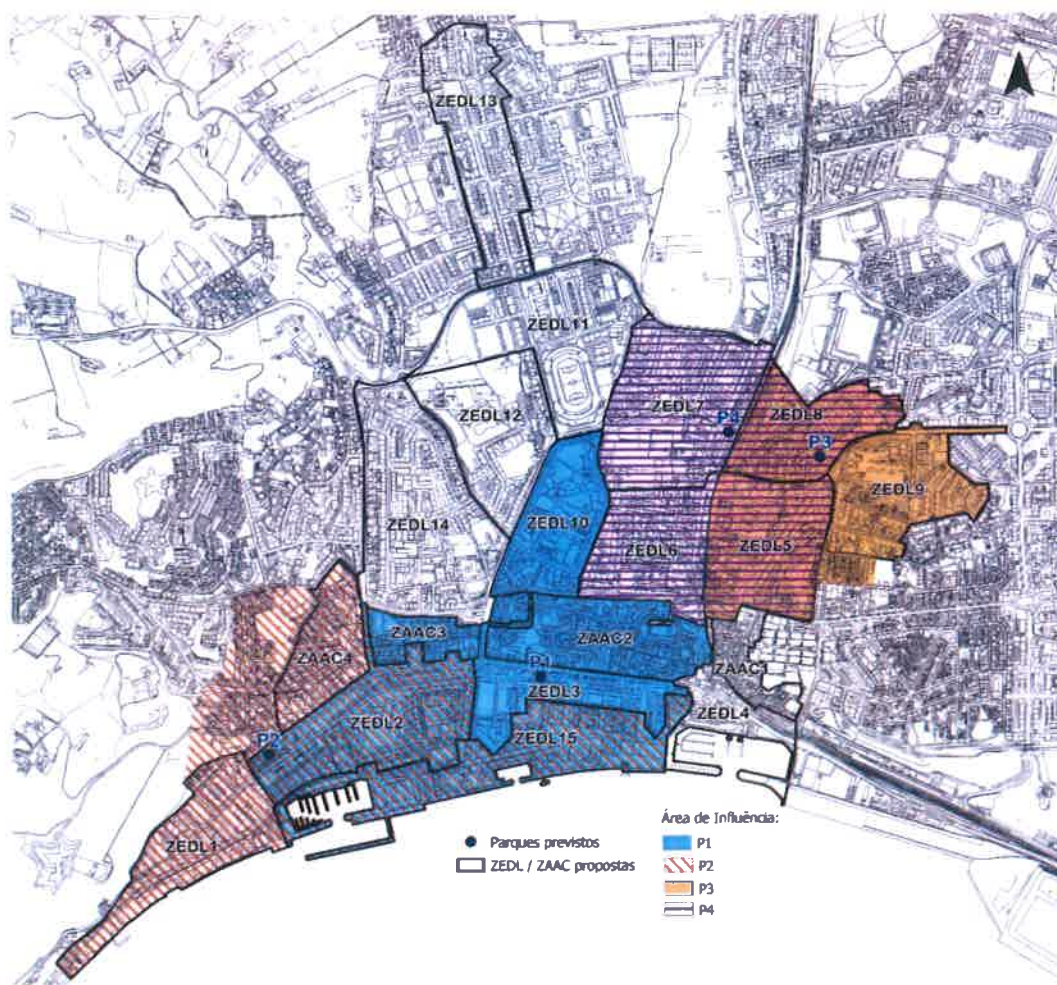 ZEDL13
ZEDL11
ZEDL12
ZEDL7
ZEDL8
P3
ZEDL9
ZEDL14
ZEDL10
ZEDL6
ZEDL5
ZAAC3
ZAAC2
ZAAC1
ZAAC4
P1
ZEDL3
ZEDL2
ZEDL4
ZEDL15
P2
ZEDL1
Parques previstos
ZEDL / ZAAC propostas
Área de Influência:
P1
P2
P3
P4